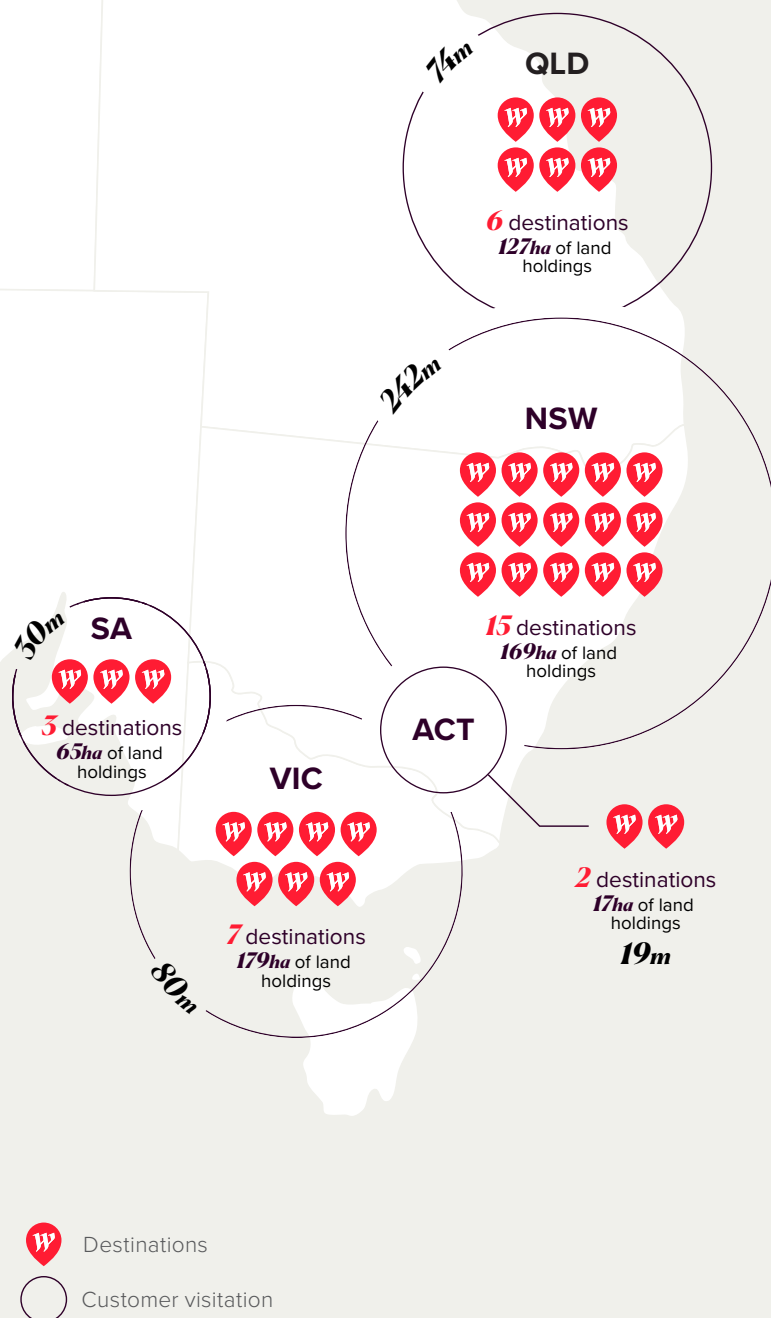 74m
QLD
W W W
W W W
6 destinations
127ha of land
holdings
242m
NSW
W W W W W
W W W W W
W W W W W
15 destinations
169ha of land
holdings
30m
SA
W W W
3 destinations
65ha of land
holdings
ACT
W W
2 destinations
17ha of land
holdings
19m
VIC
W W W W
W W W
7 destinations
179ha of land
holdings
80m
W Destinations
Customer visitation